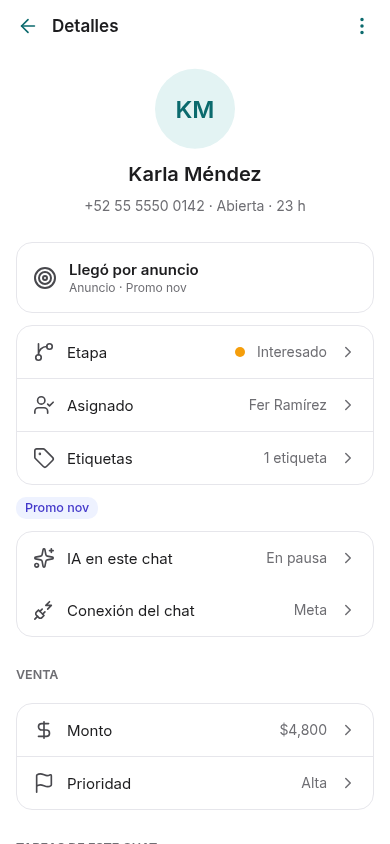 Detalles
KM
Karla Méndez
+52 55 5550 0142 · Abierta · 23 h
Llegó por anuncio
Anuncio · Promo nov
Etapa Interesado
Asignado Fer Ramírez
Etiquetas 1 etiqueta
Promo nov
IA en este chat En pausa
Conexión del chat Meta
VENTA
Monto $4,800
Prioridad Alta